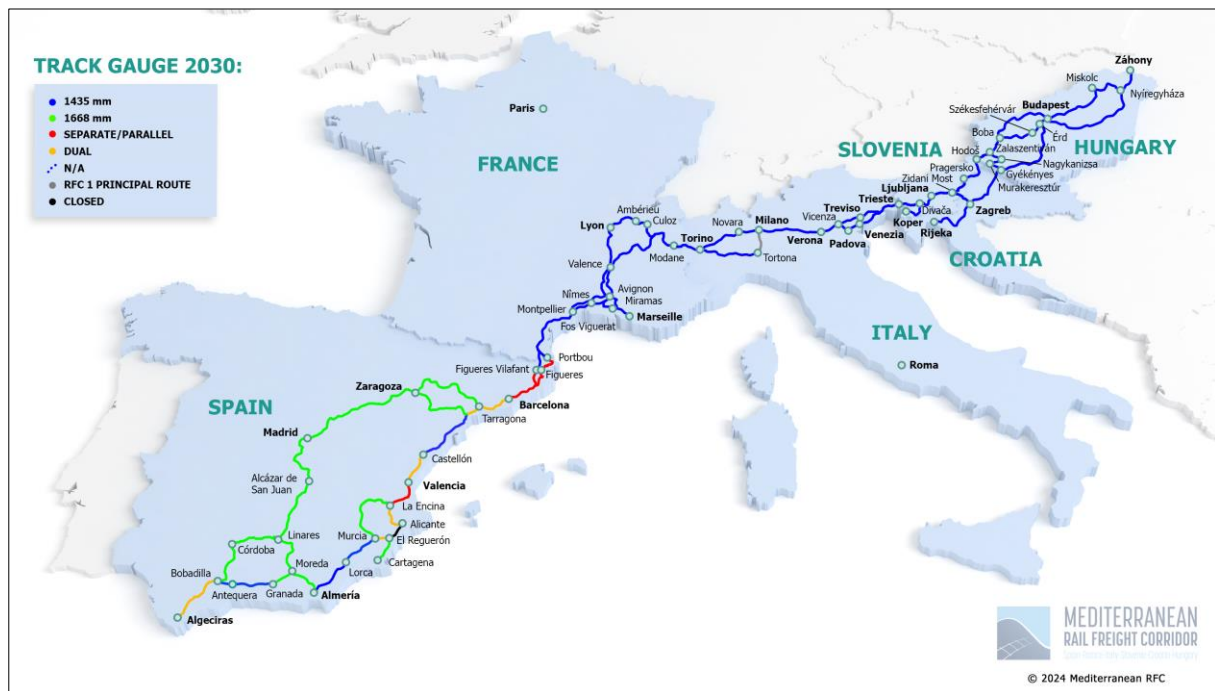 TRACK GAUGE 2030:
1435 mm
1668 mm
SEPARATE/PARALLEL
DUAL
N/A
RFC 1 PRINCIPAL ROUTE
CLOSED
Paris
FRANCE
Záhony
Miskolc
Nyíregyháza
Székesfehérvár
Budapest
Boba
Érd
SLOVENIA
Hodoš
Zalaszentiván
HUNGARY
Pragersko
Nagykanizsa
Zidani Most
Gyékényes
Murakeresztúr
Ljubljana
Ambérieu
Culoz
Lyon
Novara
Milano
Treviso
Trieste
Vicenza
Divača
Zagreb
Torino
Verona
Padova
Venezia
Koper
Rijeka
Modane
Tortona
CROATIA
Valence
Avignon
Nîmes
Miramas
Montpellier
Marseille
Fos Viguerat
ITALY
Portbou
Figueres Vilafant
Figueres
Roma
Zaragoza
SPAIN
Barcelona
Tarragona
Madrid
Castellón
Alcázar de
San Juan
Valencia
La Encina
Alicante
Linares
Murcia
El Reguerón
Córdoba
Moreda
Lorca
Cartagena
Bobadilla
Antequera
Granada
Almería
Algeciras
MEDITERRANEAN
RAIL FREIGHT CORRIDOR
© 2024 Mediterranean RFC